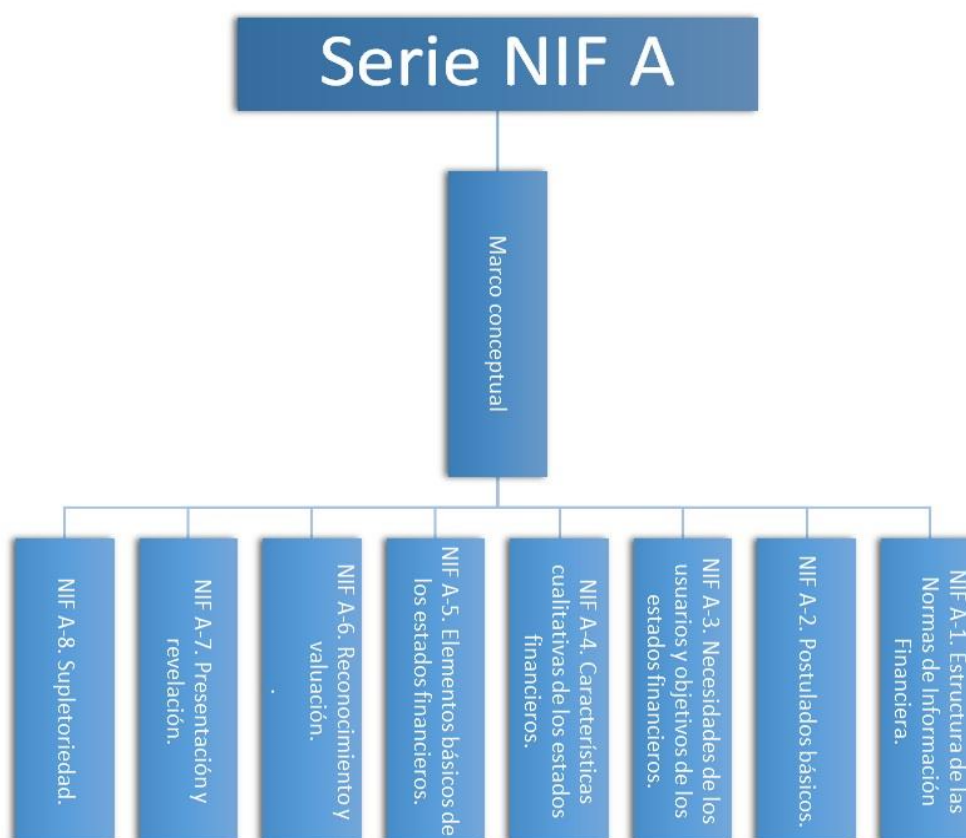 Serie NIF A
Marco conceptual
NIF A-8. Supletoriedad.
NIF A-7. Presentación y
revelación.
NIF A-6. Reconocimiento y
valuación.
.
NIF A-5. Elementos básicos de
los estados financieros.
NIF A-4. Características
cualitativas de los estados
financieros.
NIF A-3. Necesidades de los
usuarios y objetivos de los
estados financieros.
NIF A-2. Postulados básicos.
NIF A-1. Estructura de las
Normas de Información
Financiera.